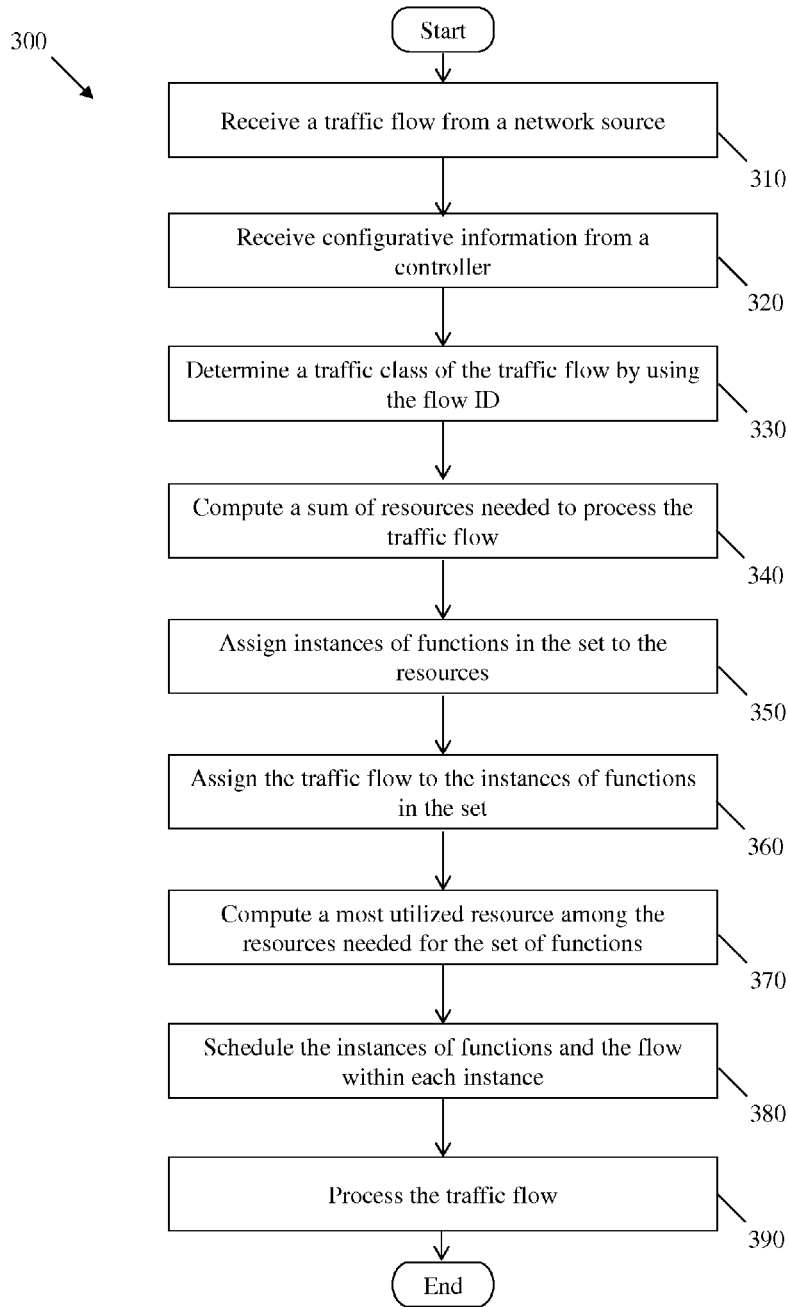 Start
300
Receive a traffic flow from a network source
310
Receive configurative information from a
controller
320
Determine a traffic class of the traffic flow by using
the flow ID
330
Compute a sum of resources needed to process the
traffic flow
340
Assign instances of functions in the set to the
resources
350
Assign the traffic flow to the instances of functions
in the set
360
Compute a most utilized resource among the
resources needed for the set of functions
370
Schedule the instances of functions and the flow
within each instance
380
Process the traffic flow
390
End